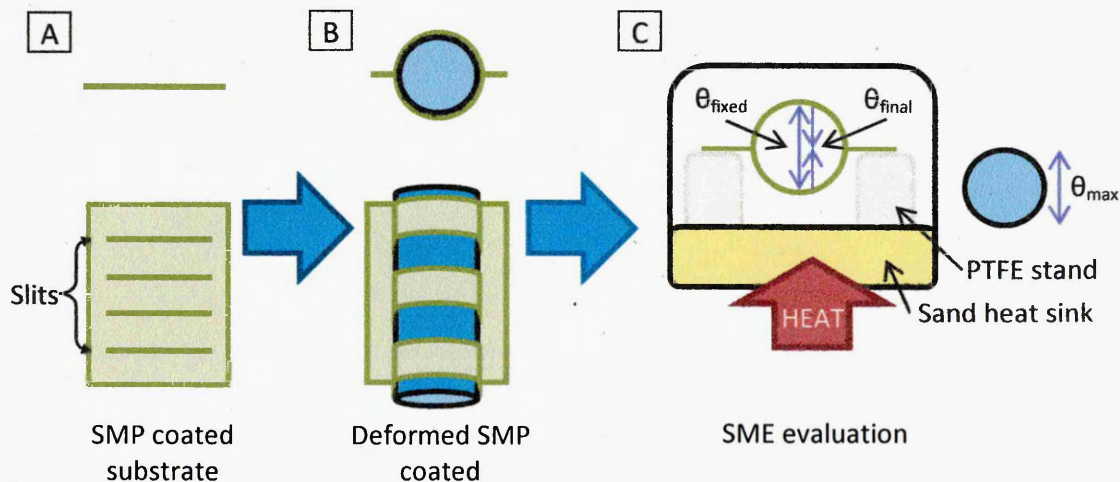 A
B
C
θfixed
θfinal
θmax
Slits
PTFE stand
Sand heat sink
HEAT
SMP coated
substrate
Deformed SMP
coated
SME evaluation